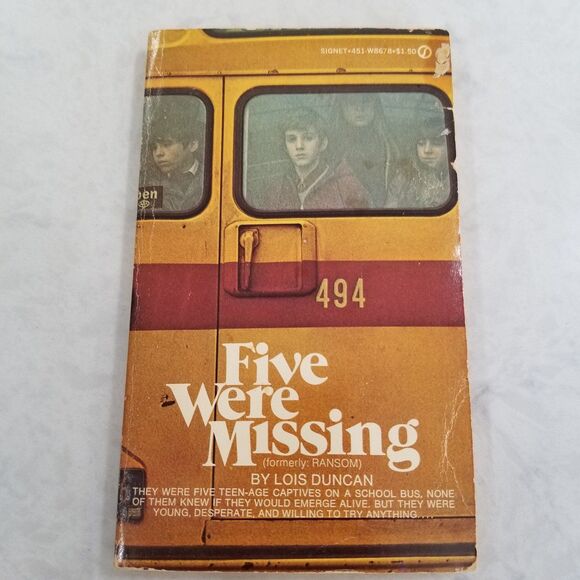 SIGNET•451-W8678•$1.50
pen
494
Five
Were
Missing
(formerly: RANSOM)
BY LOIS DUNCAN
THEY WERE FIVE TEEN-AGE CAPTIVES ON A SCHOOL BUS, NONE
OF THEM KNEW IF THEY WOULD EMERGE ALIVE. BUT THEY WERE
YOUNG, DESPERATE, AND WILLING TO TRY ANYTHING....